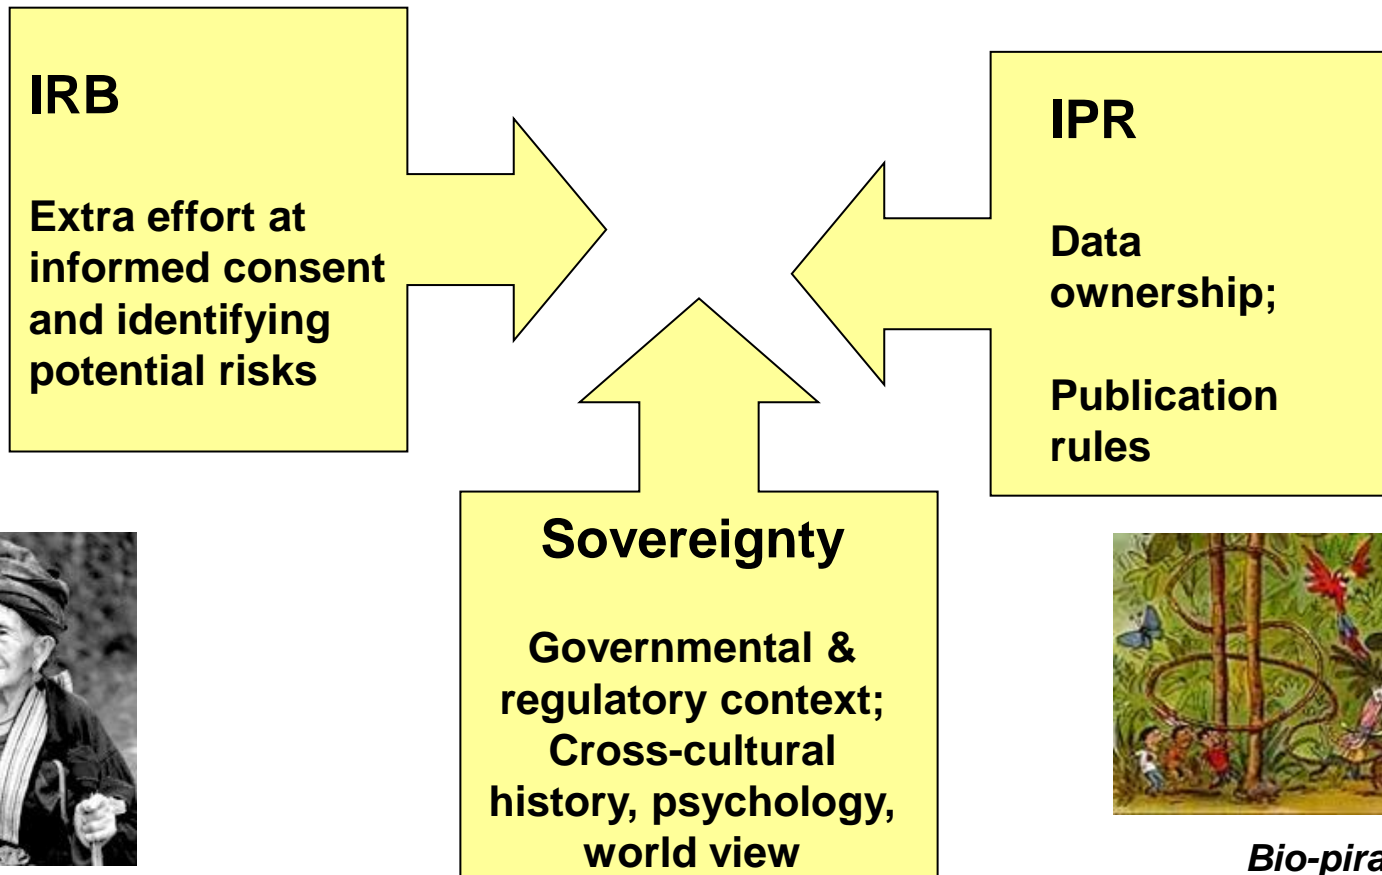 IRB
Extra effort at
informed consent
and identifying
potential risks
IPR
Data
ownership;
Publication
rules
Sovereignty
Governmental &
regulatory context;
Cross-cultural
history, psychology,
world view